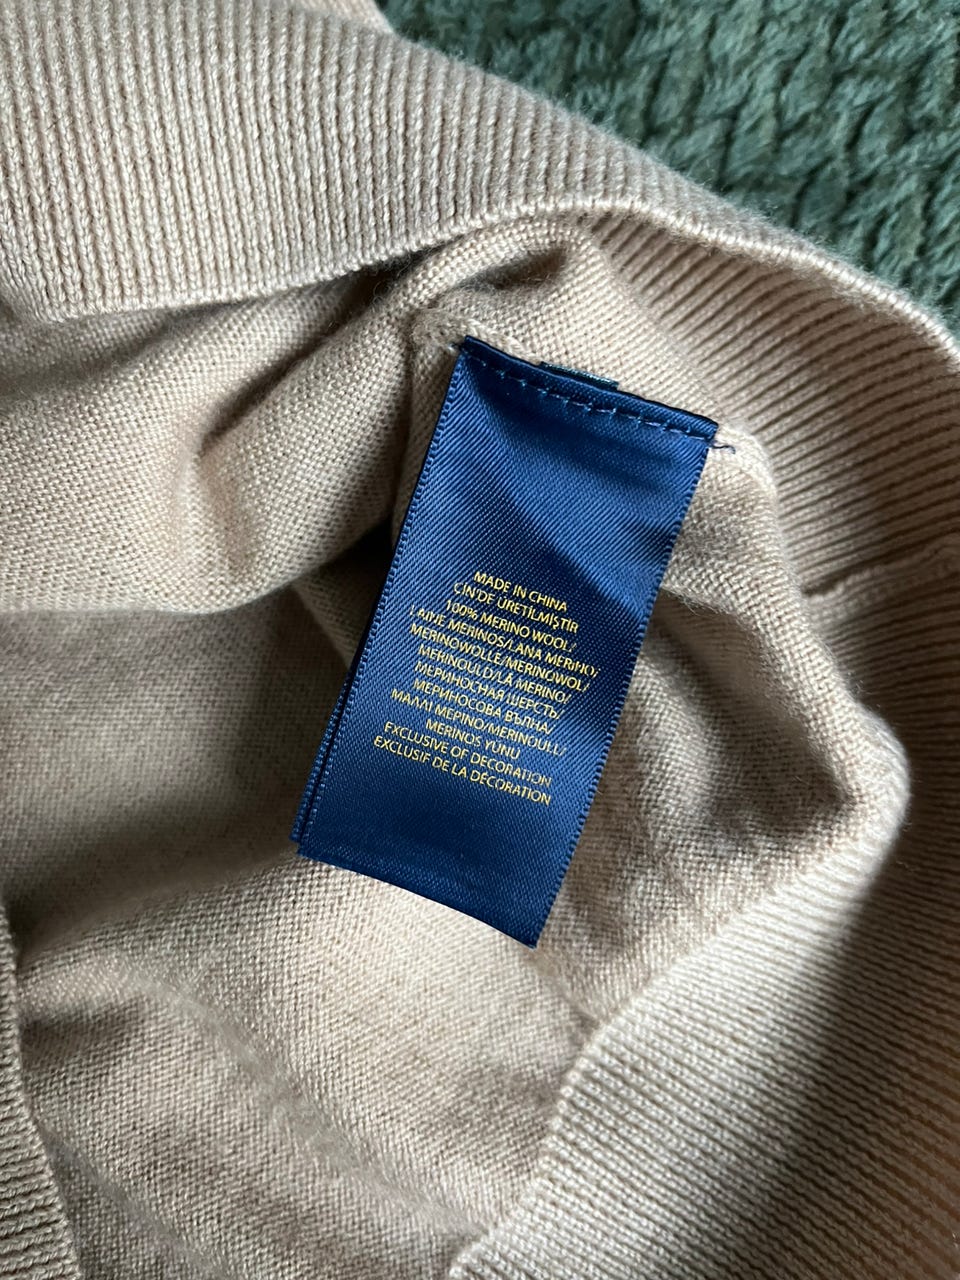 MADE IN CHINA
ÇİN'DE ÜRETİLMİŞTİR
100% MERINO WOOL/
LAINE MERINOS/LANA MERINO/
MERINOWOLLE/MERINOWOL/
MERINOULD/LÃ MERINO/
МЕРИНОСНАЯ ШЕРСТЬ/
МЕРИНОСОВА ВЪЛНА/
ΜΑΛΛΙ ΜΕΡΙΝΟ/MERINOULL/
MERINOS YÜNÜ
EXCLUSIVE OF DECORATION
EXCLUSIF DE LA DÉCORATION